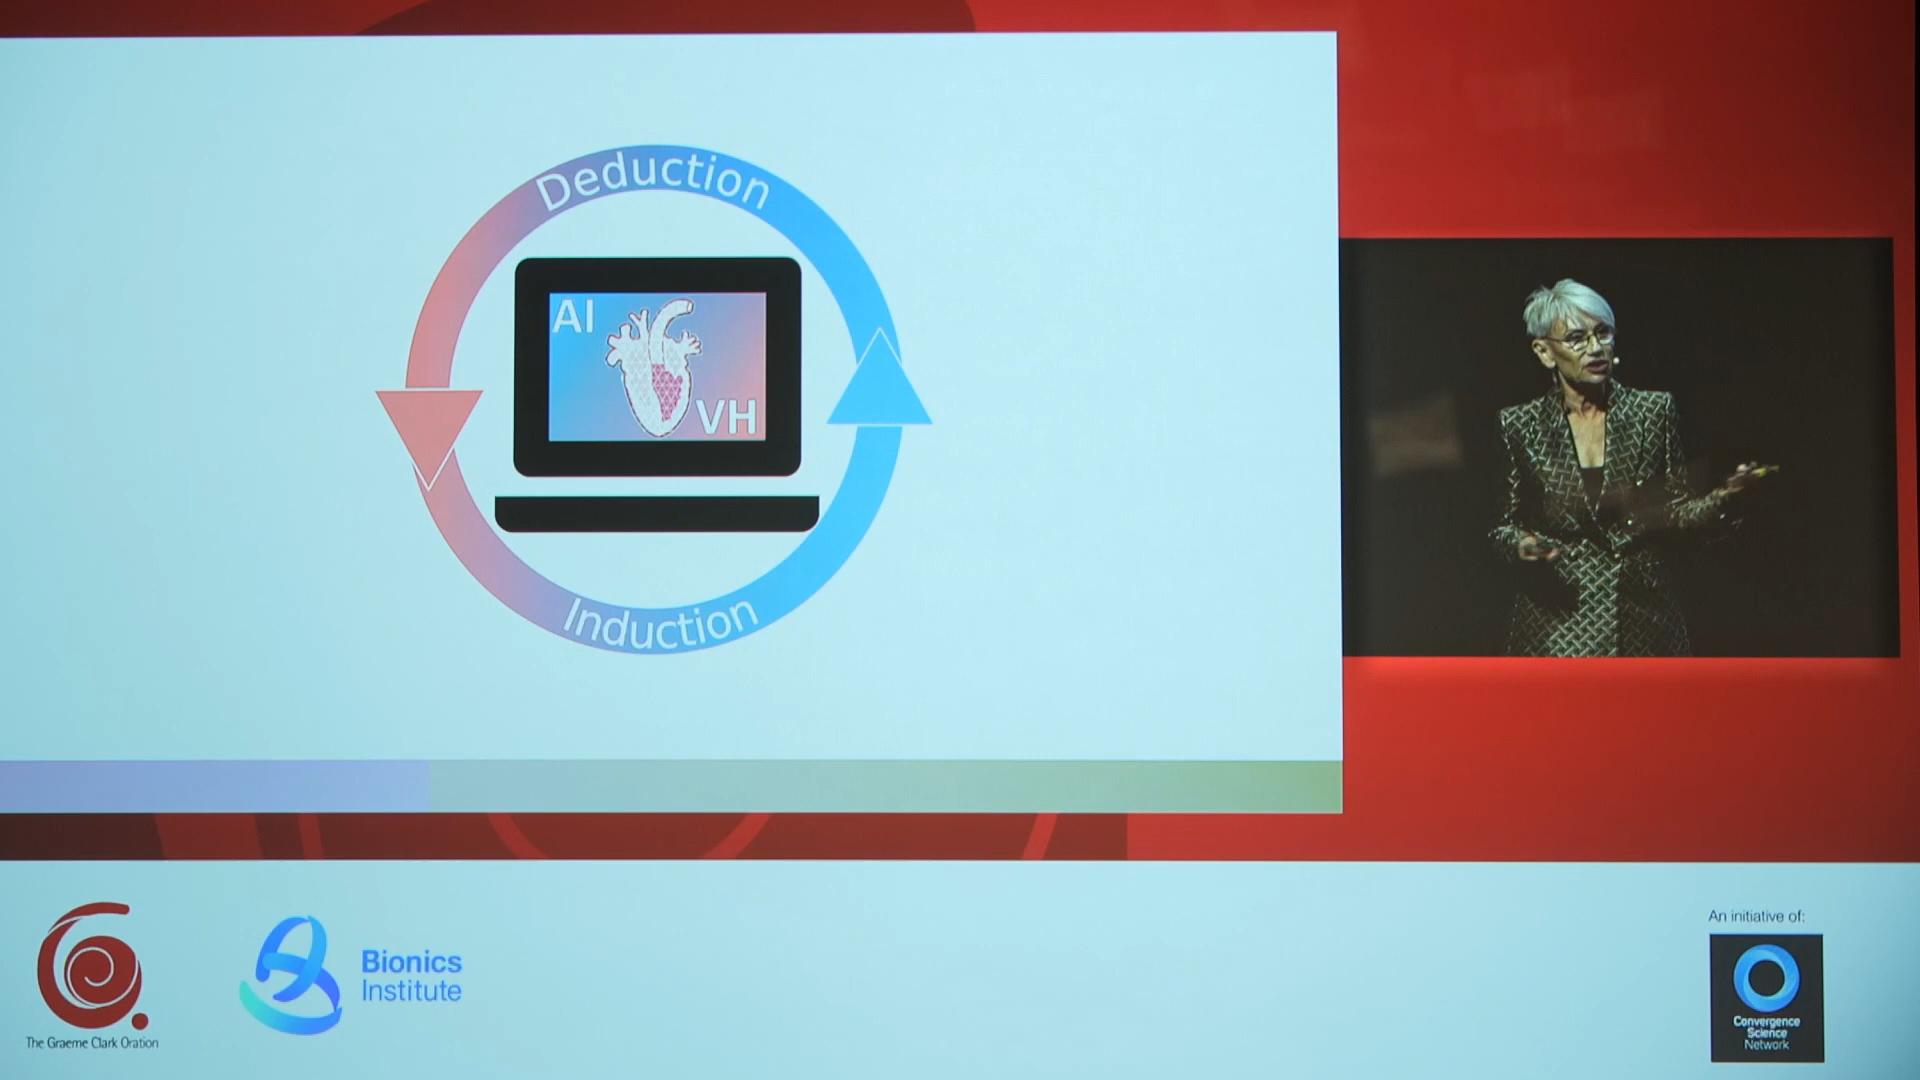 Deduction
AI
VH
Induction
The Graeme Clark Oration
Bionics
Institute
An initiative of:
Convergence
Science
Network